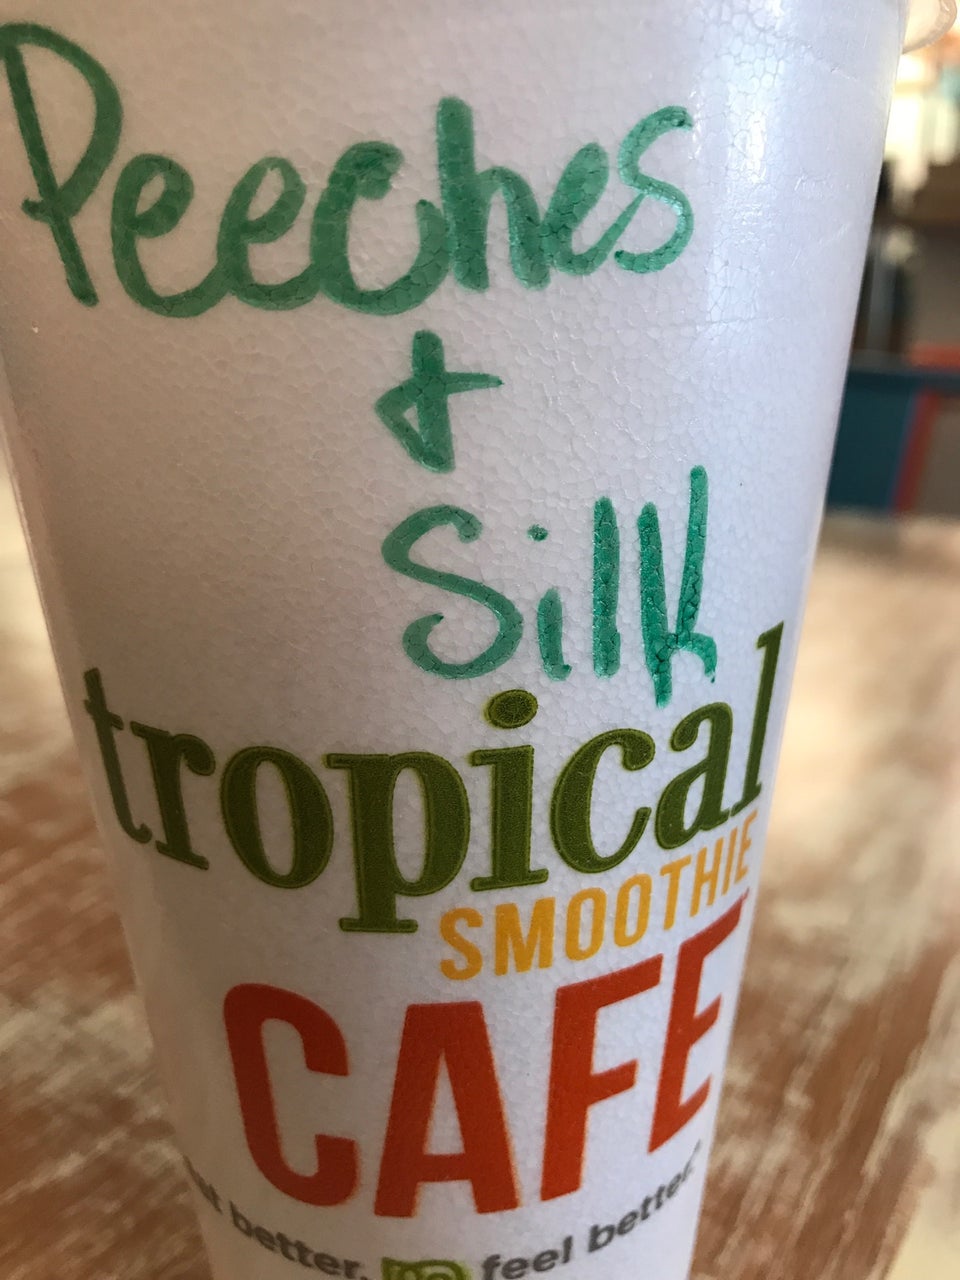 Peeches
+
Silk
tropical
SMOOTHIE
CAFE
better. feel better.